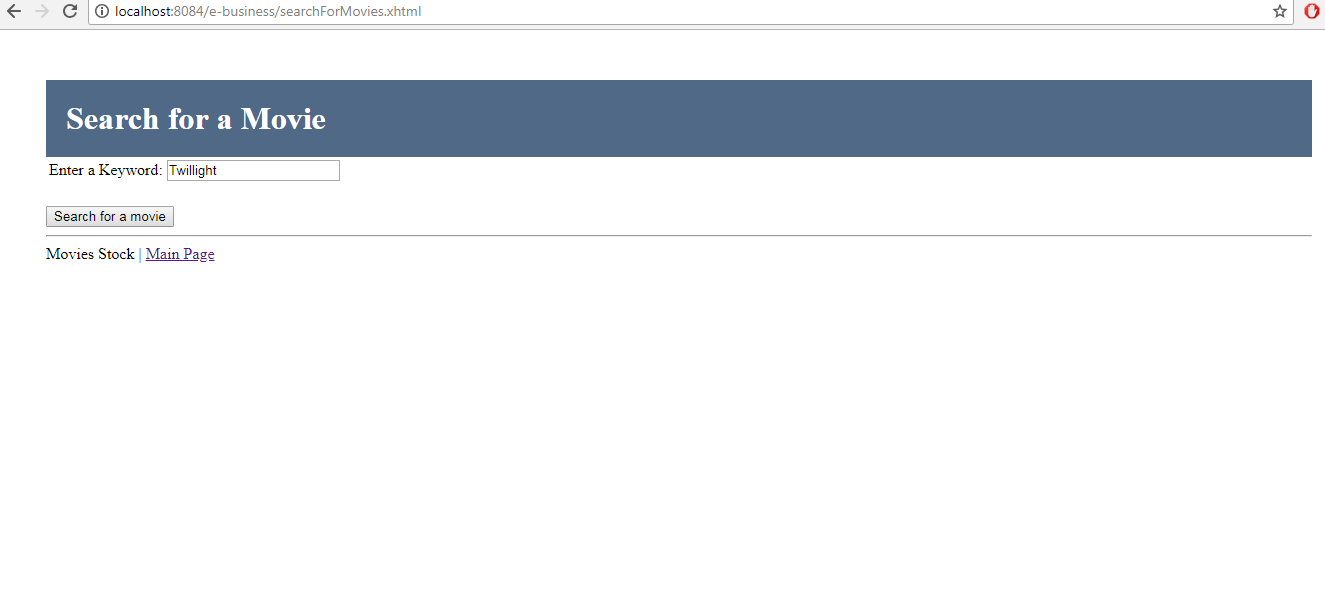 localhost:8084/e-business/searchForMovies.xhtml
Search for a Movie
Enter a Keyword: Twillight
Search for a movie
Movies Stock | Main Page